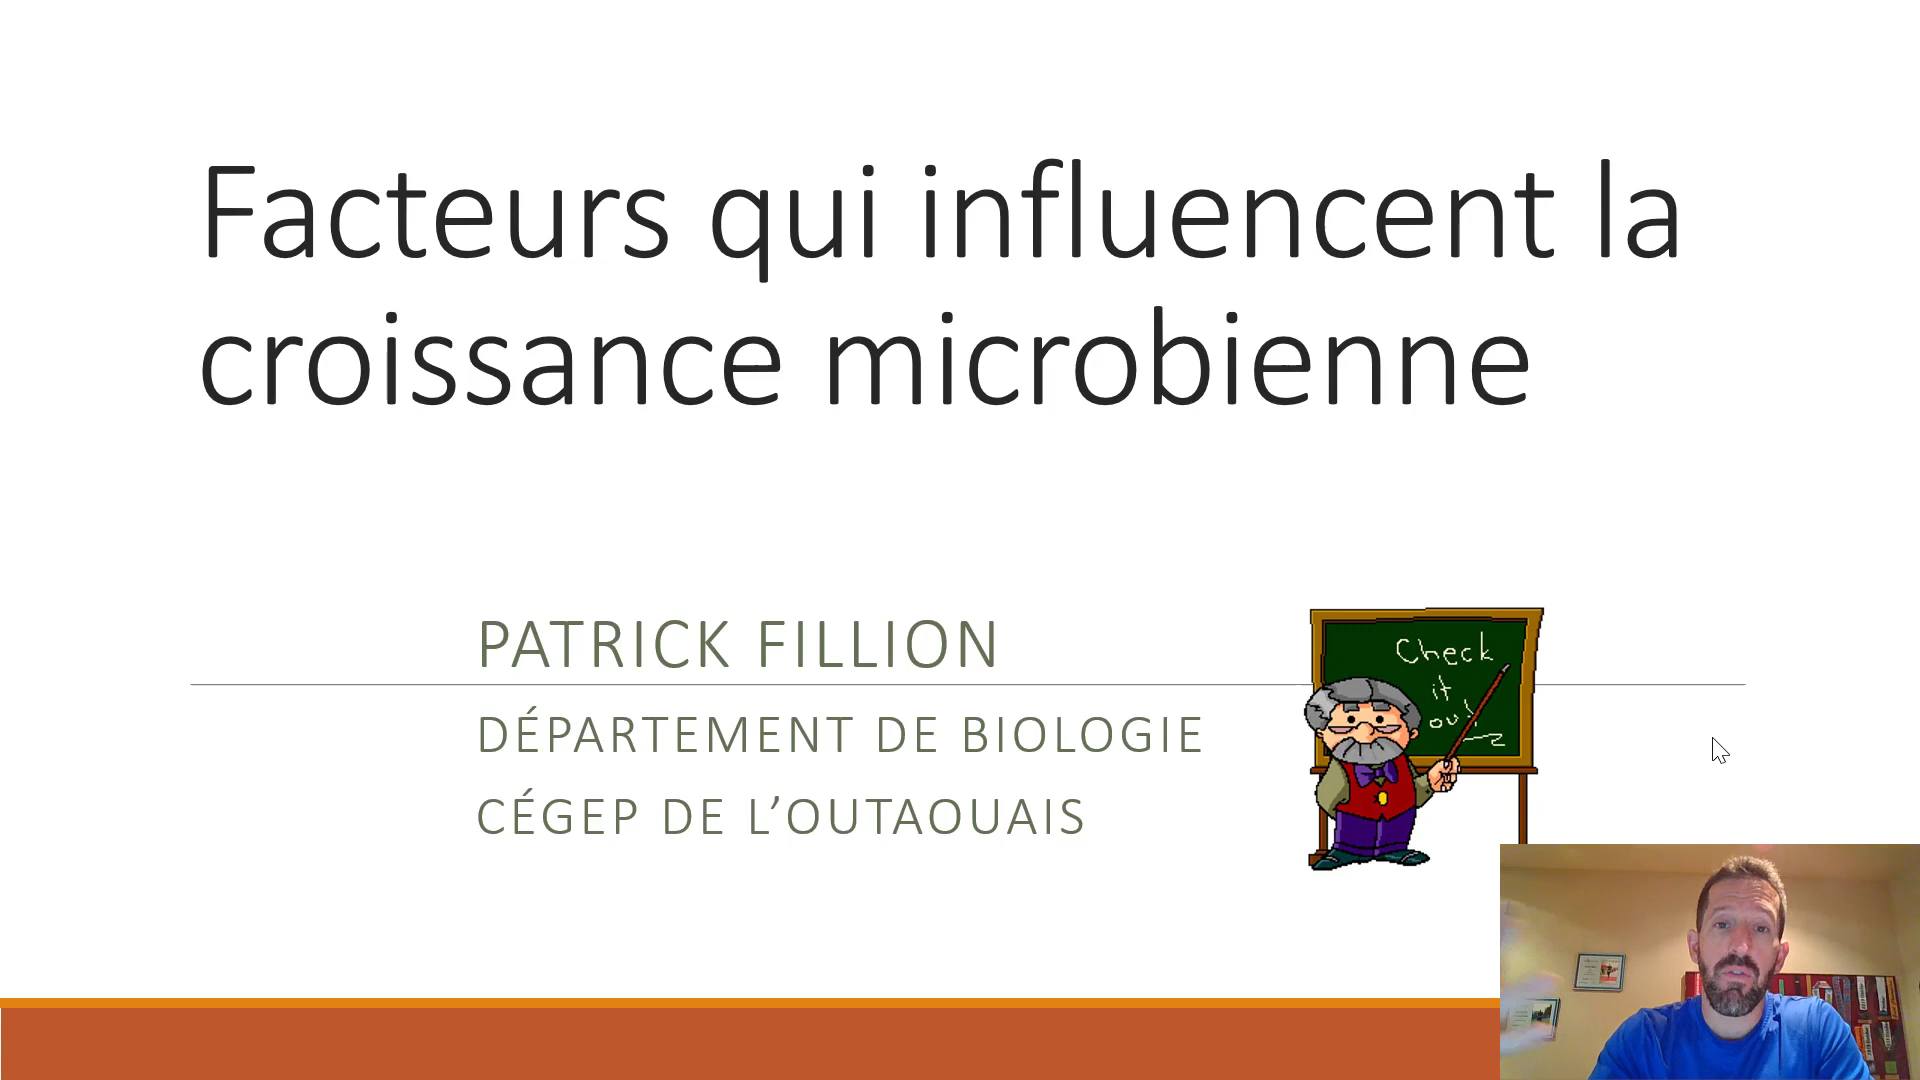 Facteurs qui influencent la
croissance microbienne
PATRICK FILLION
DÉPARTEMENT DE BIOLOGIE
CÉGEP DE L’OUTAOUAIS
Check
it
out!